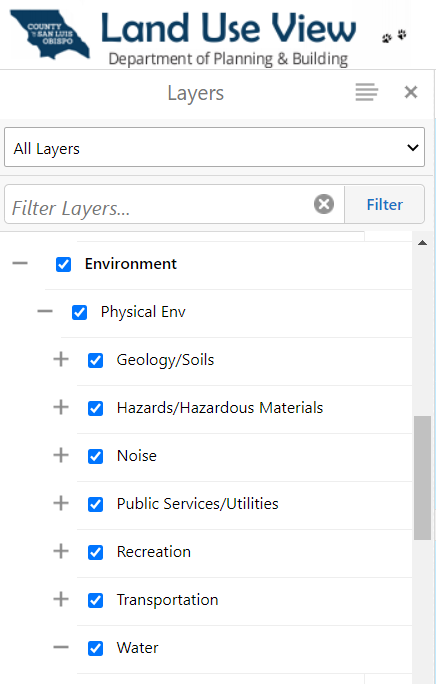 COUNTY
OF SAN LUIS
OBISPO
Land Use View
Department of Planning & Building
Layers
All Layers
Filter Layers...
Filter
Environment
Physical Env
Geology/Soils
Hazards/Hazardous Materials
Noise
Public Services/Utilities
Recreation
Transportation
Water